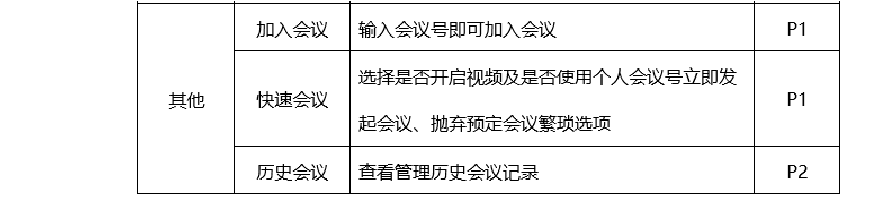 加入会议 输入会议号即可加入会议 P1
其他 快速会议 选择是否开启视频及是否使用个人会议号立即发 P1
起会议、抛弃预定会议繁琐选项
历史会议 查看管理历史会议记录 P2